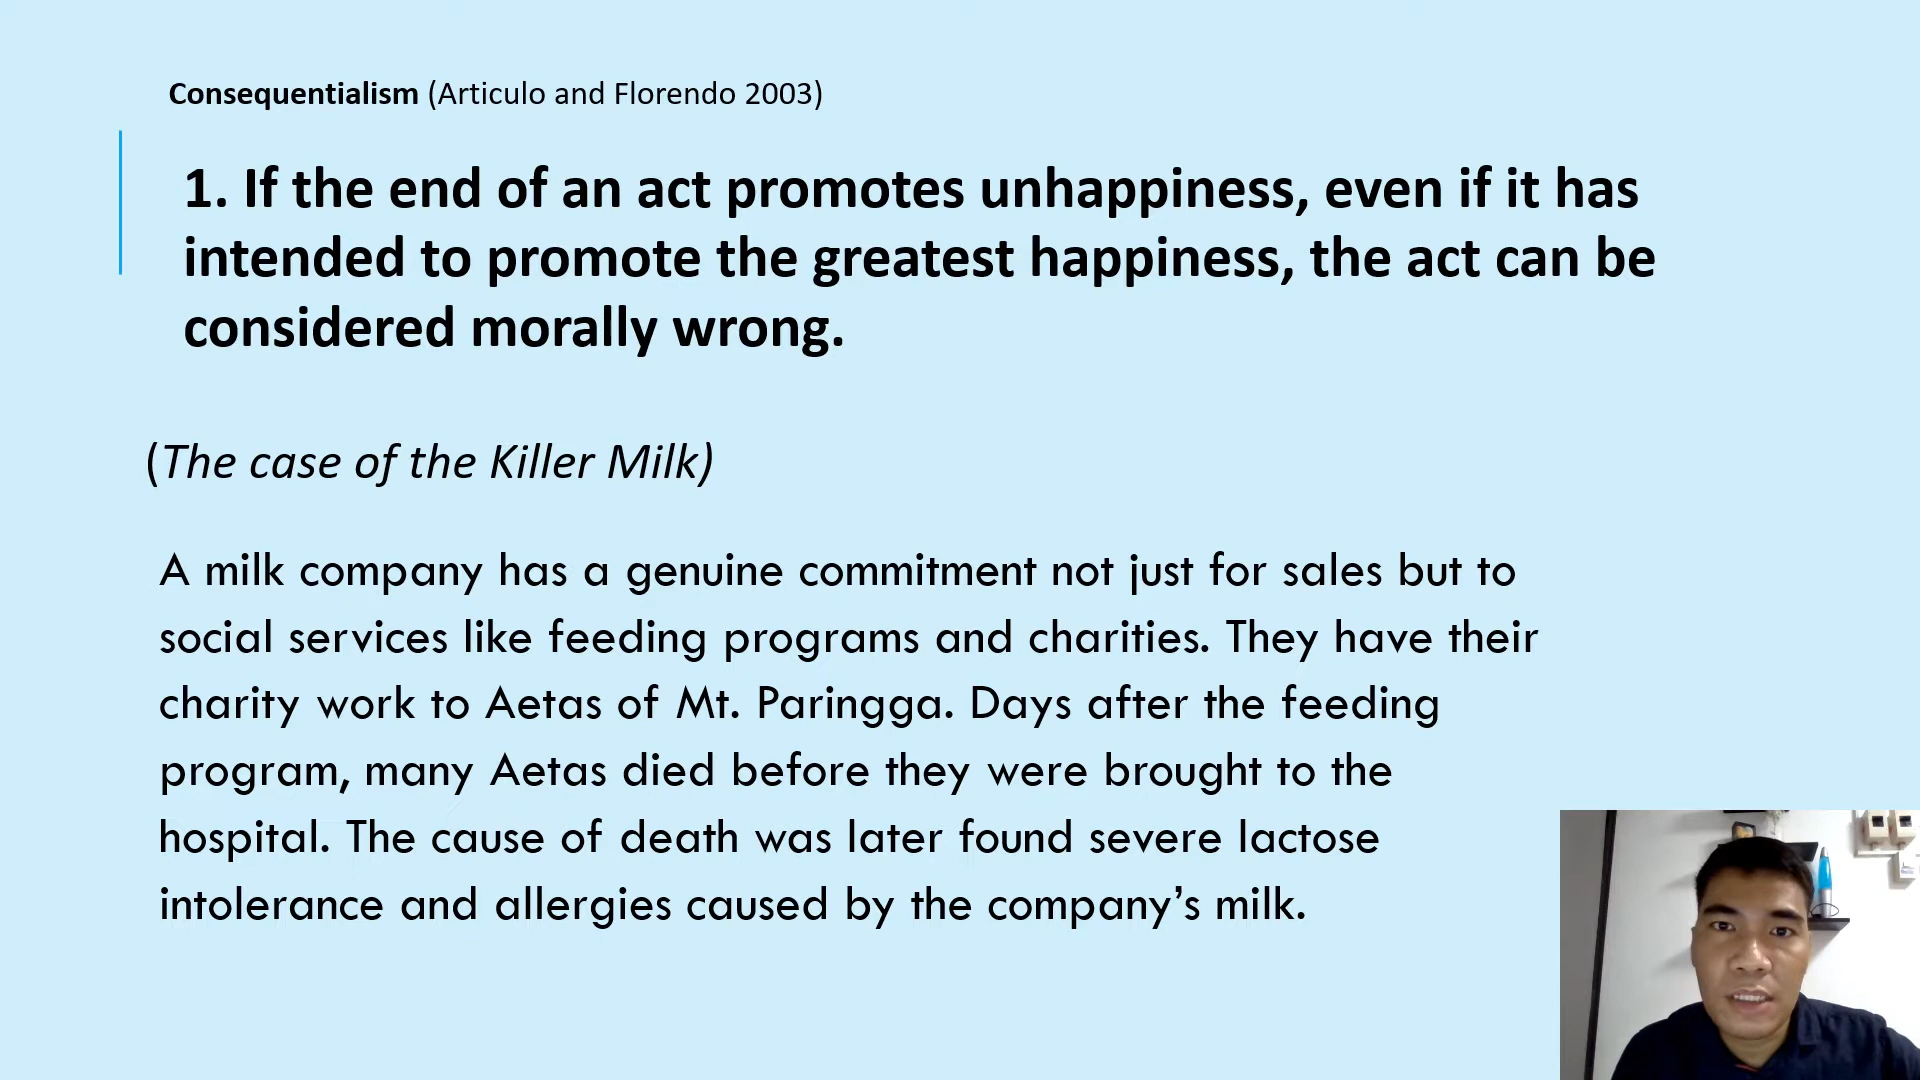 Consequentialism (Articulo and Florendo 2003)
1. If the end of an act promotes unhappiness, even if it has
intended to promote the greatest happiness, the act can be
considered morally wrong.
(The case of the Killer Milk)
A milk company has a genuine commitment not just for sales but to
social services like feeding programs and charities. They have their
charity work to Aetas of Mt. Paringga. Days after the feeding
program, many Aetas died before they were brought to the
hospital. The cause of death was later found severe lactose
intolerance and allergies caused by the company’s milk.